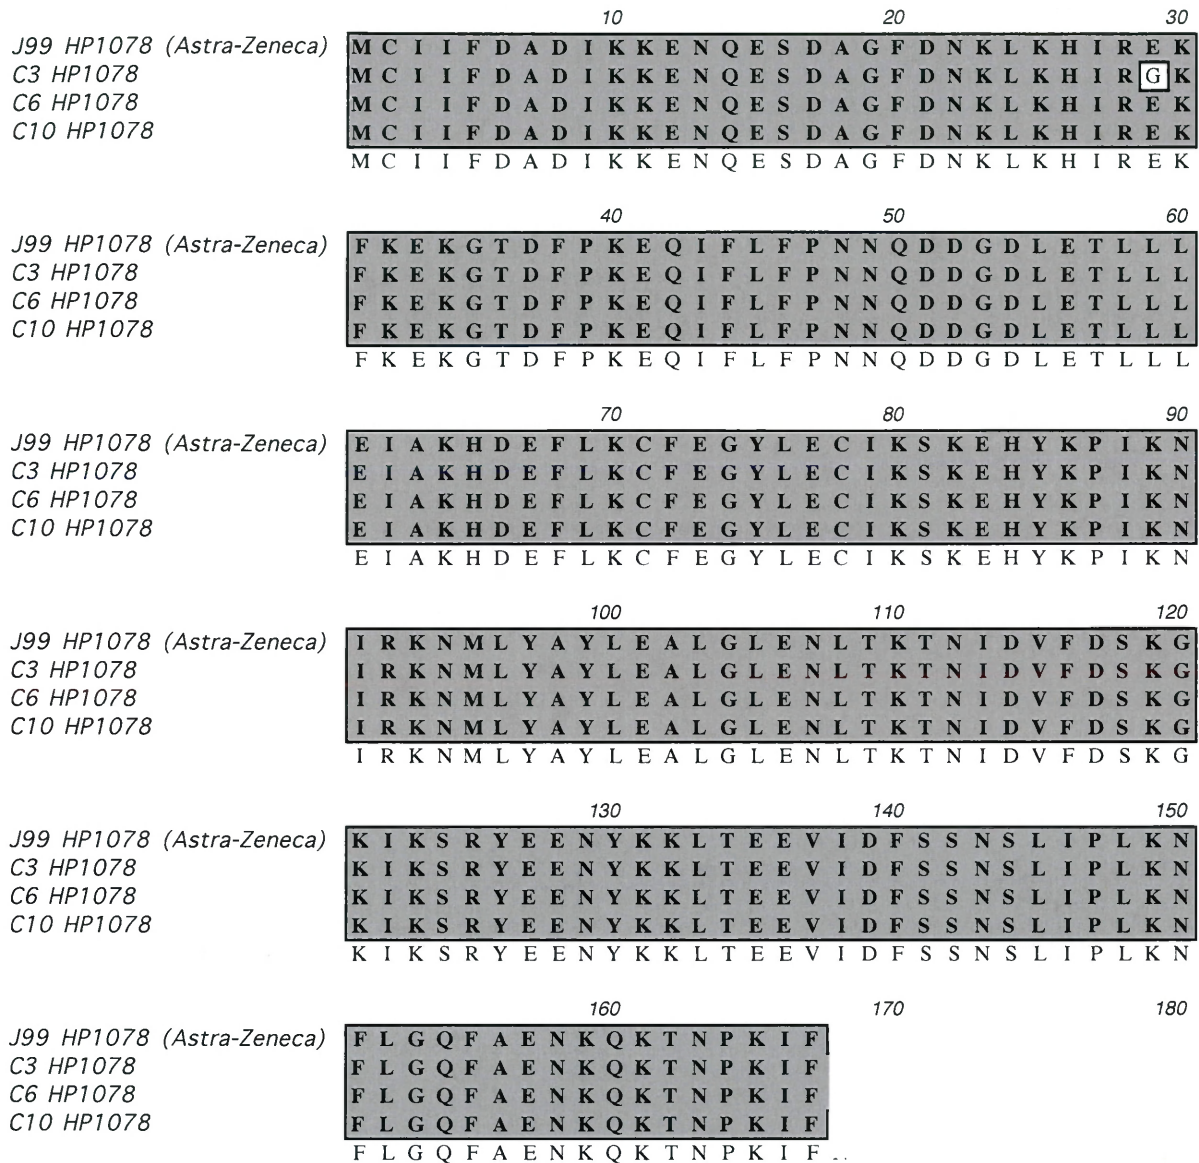 10 20 30
J99 HP1078 (Astra-Zeneca) M C I I F D A D I K K E N Q E S D A G F D N K L K H I R E K
C3 HP1078 M C I I F D A D I K K E N Q E S D A G F D N K L K H I R G K
C6 HP1078 M C I I F D A D I K K E N Q E S D A G F D N K L K H I R E K
C10 HP1078 M C I I F D A D I K K E N Q E S D A G F D N K L K H I R E K
M C I I F D A D I K K E N Q E S D A G F D N K L K H I R E K
40 50 60
J99 HP1078 (Astra-Zeneca) F K E K G T D F P K E Q I F L F P N N Q D D G D L E T L L L
C3 HP1078 F K E K G T D F P K E Q I F L F P N N Q D D G D L E T L L L
C6 HP1078 F K E K G T D F P K E Q I F L F P N N Q D D G D L E T L L L
C10 HP1078 F K E K G T D F P K E Q I F L F P N N Q D D G D L E T L L L
F K E K G T D F P K E Q I F L F P N N Q D D G D L E T L L L
70 80 90
J99 HP1078 (Astra-Zeneca) E I A K H D E F L K C F E G Y L E C I K S K E H Y K P I K N
C3 HP1078 E I A K H D E F L K C F E G Y L E C I K S K E H Y K P I K N
C6 HP1078 E I A K H D E F L K C F E G Y L E C I K S K E H Y K P I K N
C10 HP1078 E I A K H D E F L K C F E G Y L E C I K S K E H Y K P I K N
E I A K H D E F L K C F E G Y L E C I K S K E H Y K P I K N
100 110 120
J99 HP1078 (Astra-Zeneca) I R K N M L Y A Y L E A L G L E N L T K T N I D V F D S K G
C3 HP1078 I R K N M L Y A Y L E A L G L E N L T K T N I D V F D S K G
C6 HP1078 I R K N M L Y A Y L E A L G L E N L T K T N I D V F D S K G
C10 HP1078 I R K N M L Y A Y L E A L G L E N L T K T N I D V F D S K G
I R K N M L Y A Y L E A L G L E N L T K T N I D V F D S K G
130 140 150
J99 HP1078 (Astra-Zeneca) K I K S R Y E E N Y K K L T E E V I D F S S N S L I P L K N
C3 HP1078 K I K S R Y E E N Y K K L T E E V I D F S S N S L I P L K N
C6 HP1078 K I K S R Y E E N Y K K L T E E V I D F S S N S L I P L K N
C10 HP1078 K I K S R Y E E N Y K K L T E E V I D F S S N S L I P L K N
K I K S R Y E E N Y K K L T E E V I D F S S N S L I P L K N
160 170 180
J99 HP1078 (Astra-Zeneca) F L G Q F A E N K Q K T N P K I F
C3 HP1078 F L G Q F A E N K Q K T N P K I F
C6 HP1078 F L G Q F A E N K Q K T N P K I F
C10 HP1078 F L G Q F A E N K Q K T N P K I F
F L G Q F A E N K Q K T N P K I F